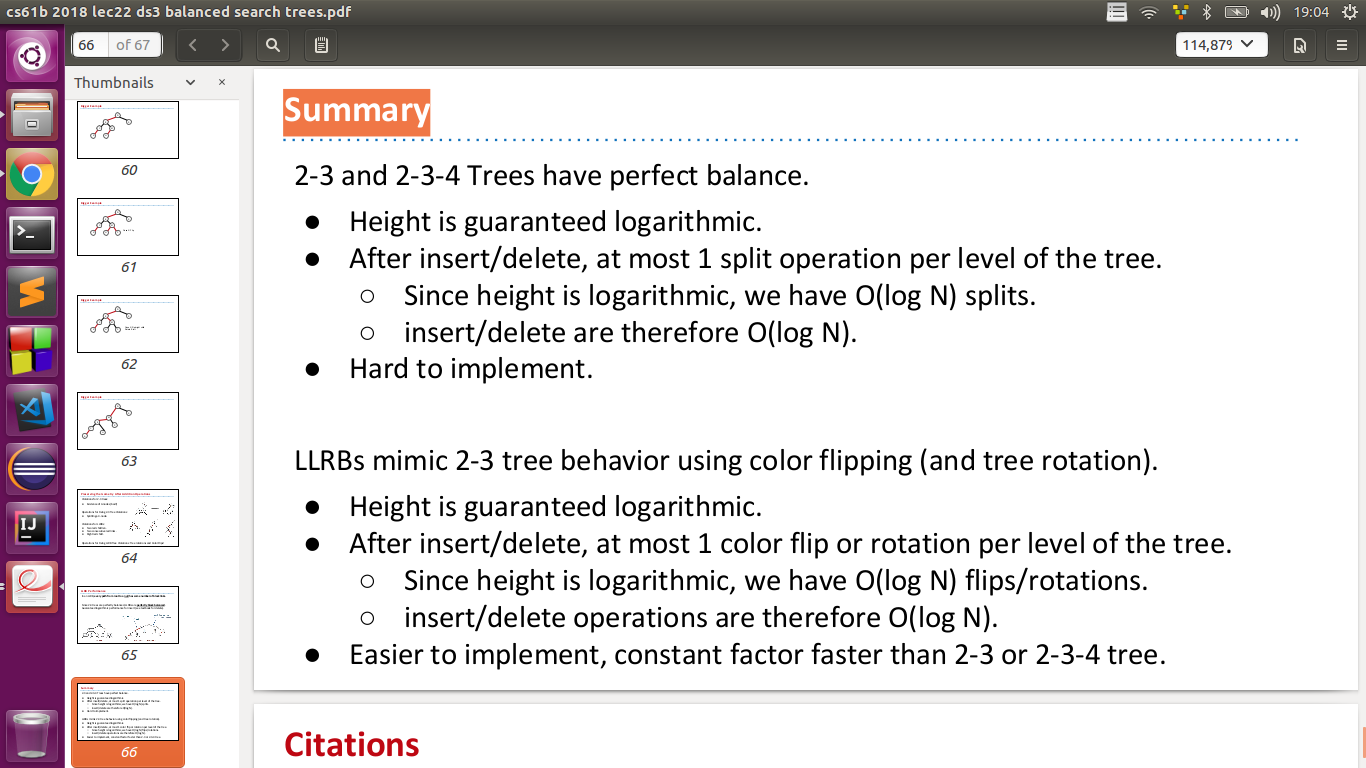 cs61b 2018 lec22 ds3 balanced search trees.pdf
19:04
66 of 67
114,87%
Thumbnails
60
61
62
63
64
65
66
Summary
2-3 and 2-3-4 Trees have perfect balance.
● Height is guaranteed logarithmic.
● After insert/delete, at most 1 split operation per level of the tree.
○ Since height is logarithmic, we have O(log N) splits.
○ insert/delete are therefore O(log N).
● Hard to implement.
LLRBs mimic 2-3 tree behavior using color flipping (and tree rotation).
● Height is guaranteed logarithmic.
● After insert/delete, at most 1 color flip or rotation per level of the tree.
○ Since height is logarithmic, we have O(log N) flips/rotations.
○ insert/delete operations are therefore O(log N).
● Easier to implement, constant factor faster than 2-3 or 2-3-4 tree.
Citations